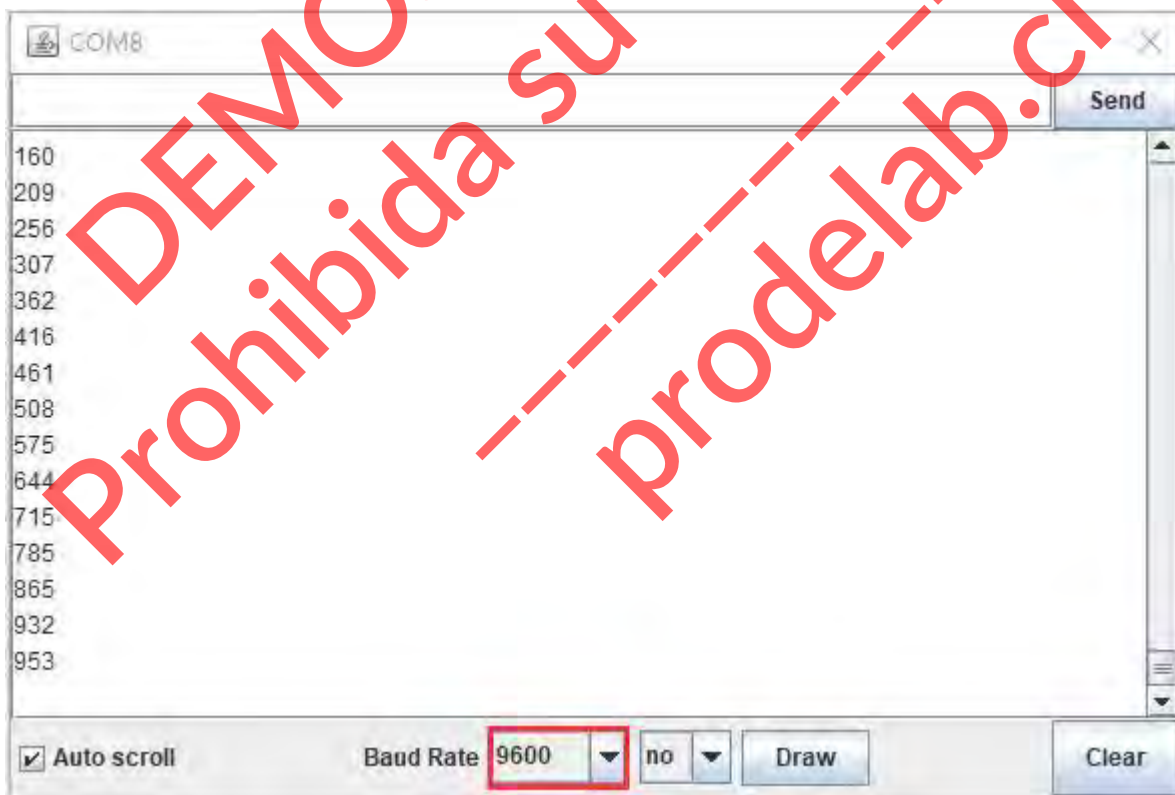 COM8
Send
160
209
256
307
362
416
461
508
575
644
715
785
865
932
953
Auto scroll Baud Rate 9600 no Draw Clear
DEMO
Prohibida su
prodelab.cl